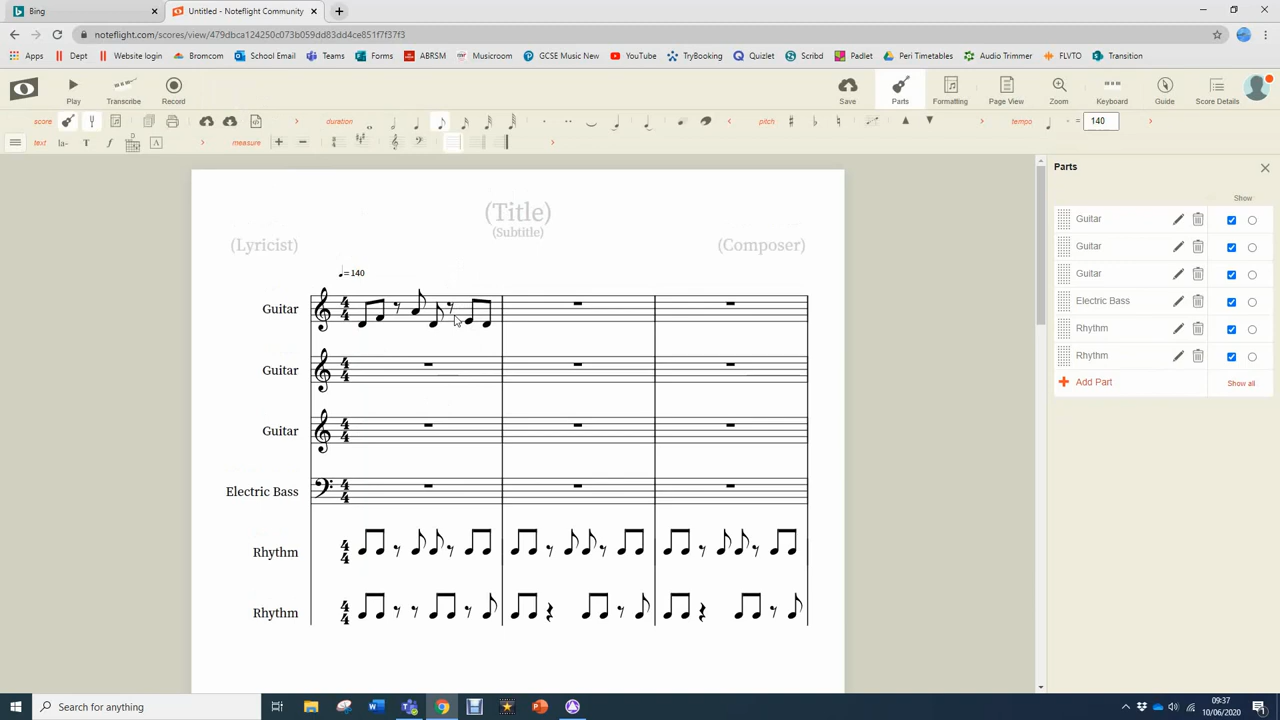 Bing
Untitled - Noteflight Community
noteflight.com/scores/view/479dbca124250c073b059dd83dd4ce851f7f37f3
Apps
Dept
Website login
Bromcom
School Email
Teams
Forms
ABRSM
Musicroom
GCSE Music
YouTube
TryBooking
Quizlet
Scribd
Padlet
Peri Timetables
Audio Trimmer
FLVTO
Transition
Play
Transcribe
Record
Save
Parts
Formatting
Page View
Zoom
Keyboard
Guide
Score Details
score
duration
pitch
tempo
= 140
text
la-
T
f
A
measure
Parts
Show
(Title)
(Subtitle)
(Lyricist)
(Composer)
=140
Guitar
Guitar
Guitar
Electric Bass
Rhythm
Rhythm
Guitar
Guitar
Guitar
Electric Bass
Rhythm
Rhythm
Add Part
Show all
Search for anything
09:37
10/06/2020